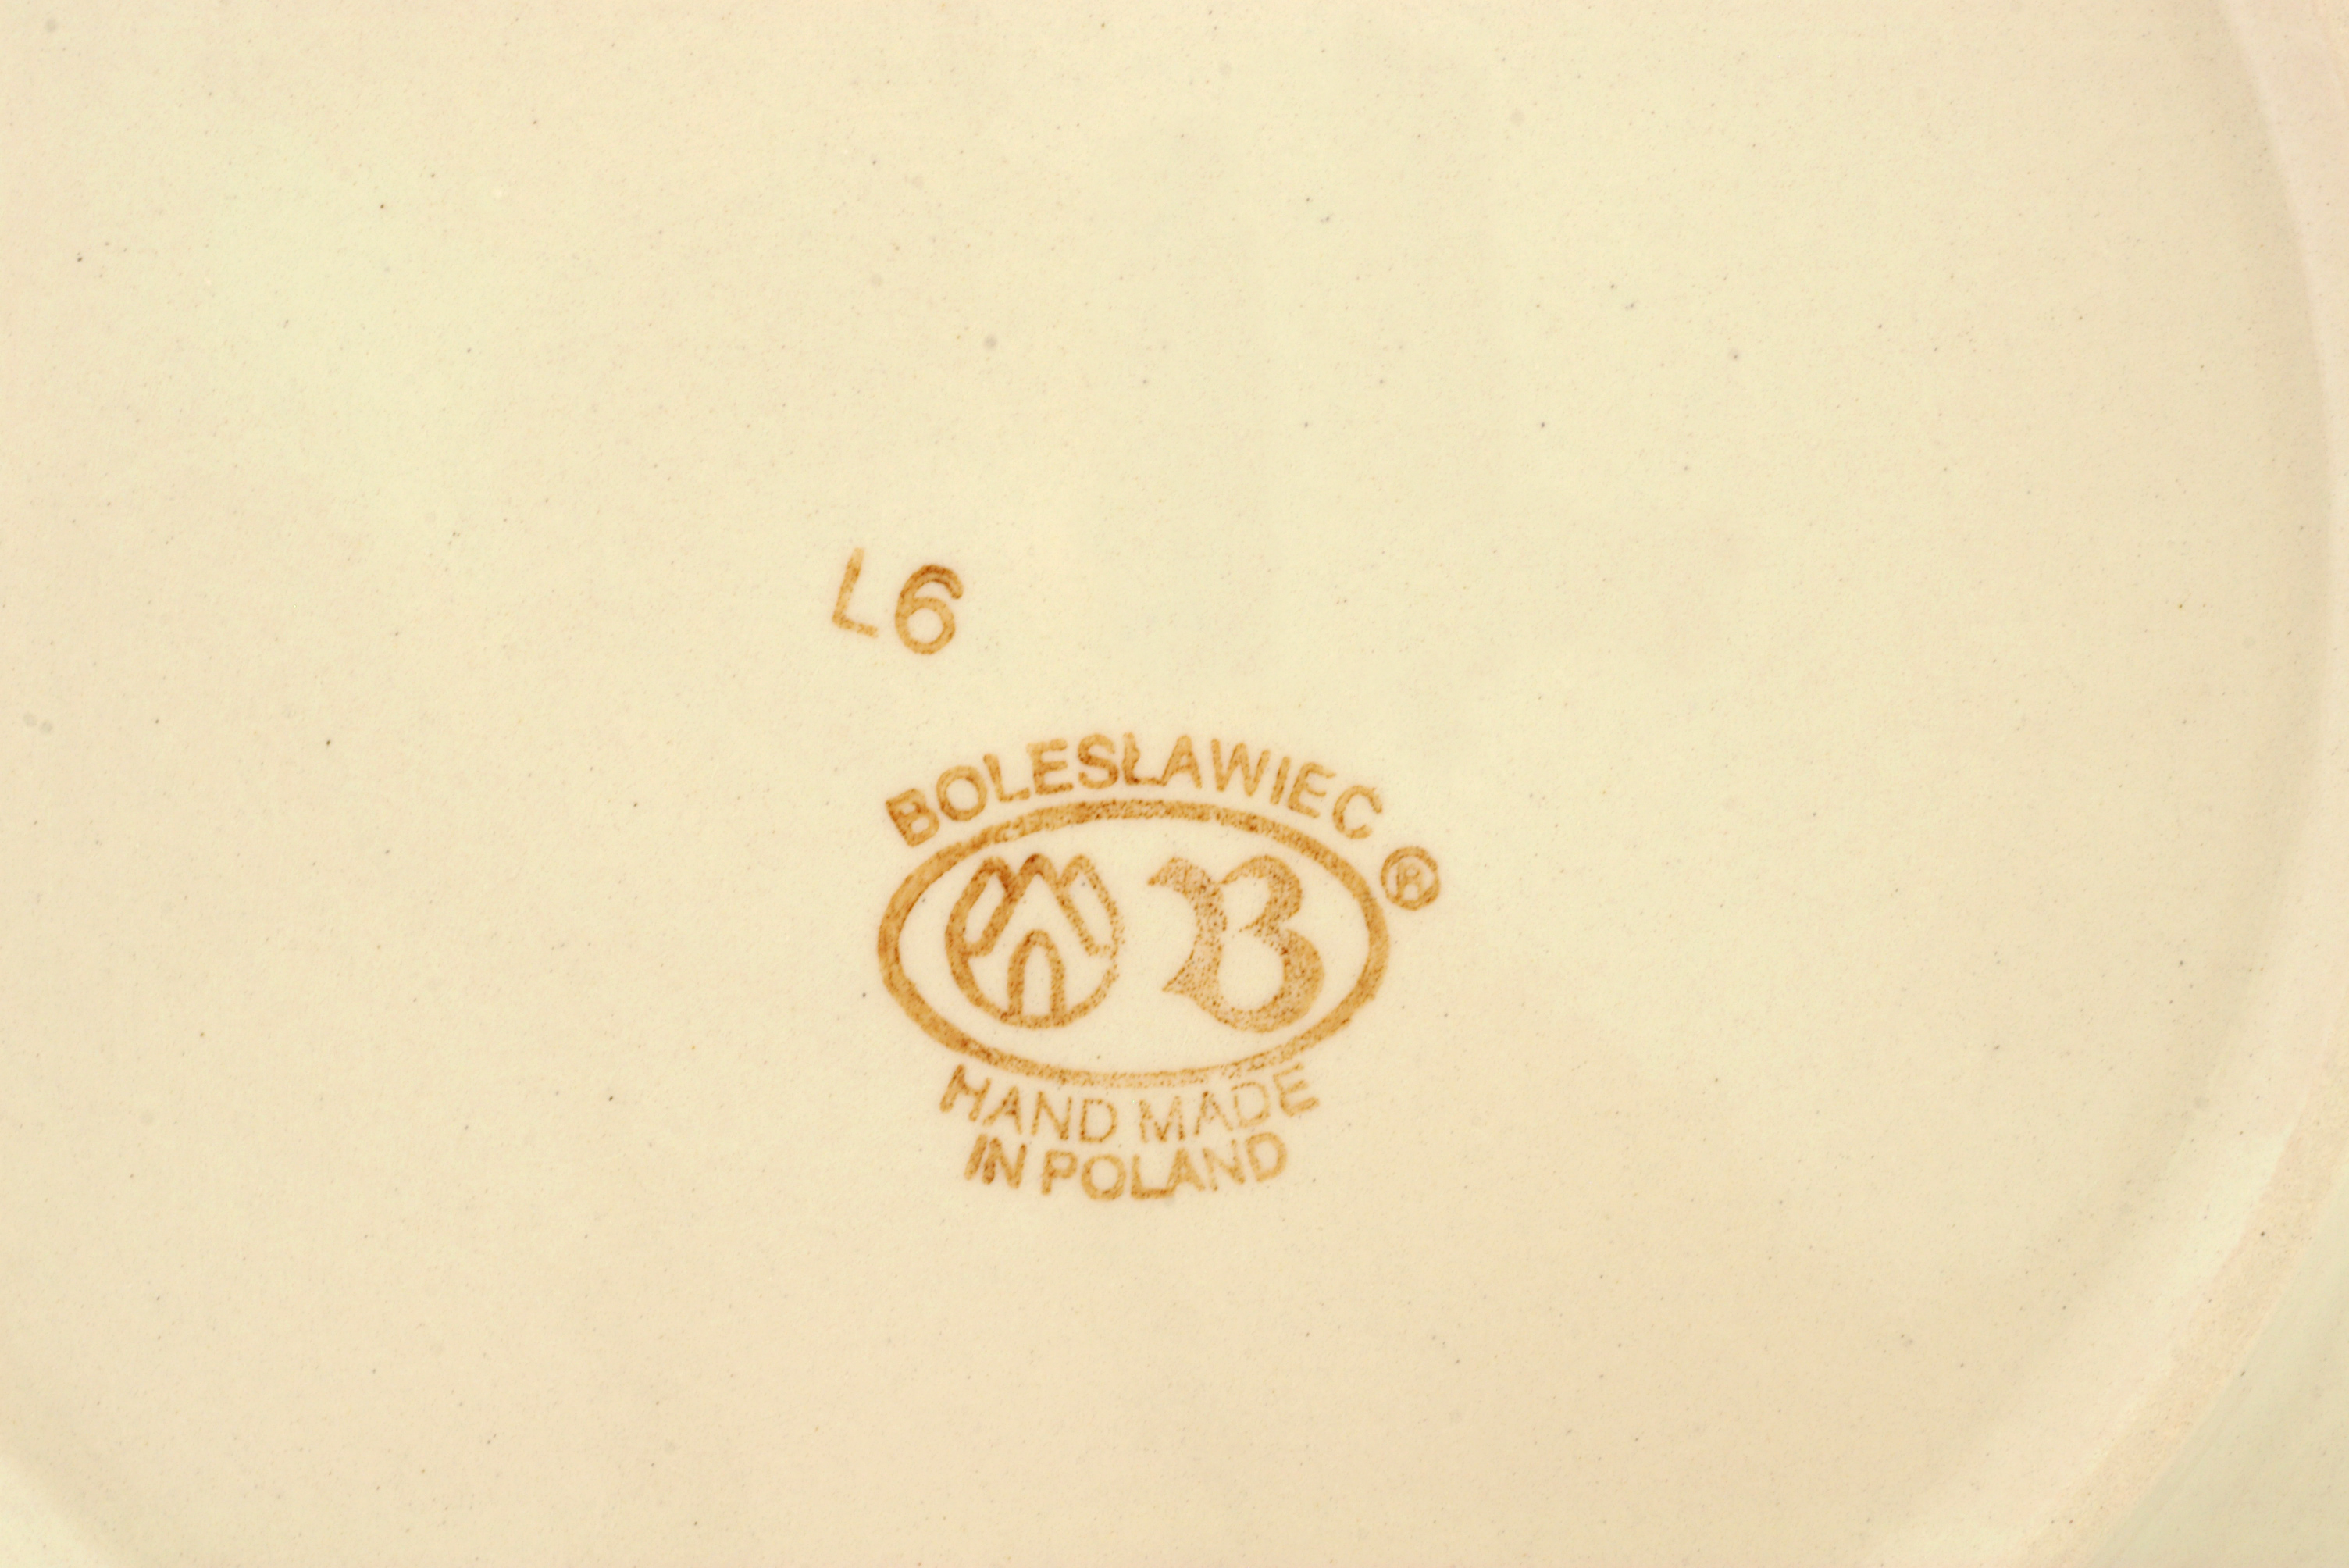 L6
BOLESŁAWIEC ®
B
HAND MADE
IN POLAND